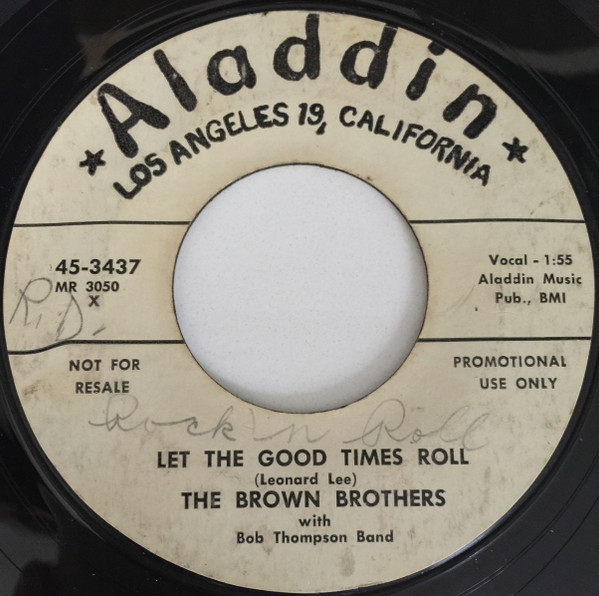 ★ Aladdin ★
LOS ANGELES 19, CALIFORNIA
45-3437
MR 3050
X
R.D.
Vocal - 1:55
Aladdin Music
Pub., BMI
NOT FOR
RESALE
PROMOTIONAL
USE ONLY
Rock'n Roll
LET THE GOOD TIMES ROLL
(Leonard Lee)
THE BROWN BROTHERS
with
Bob Thompson Band